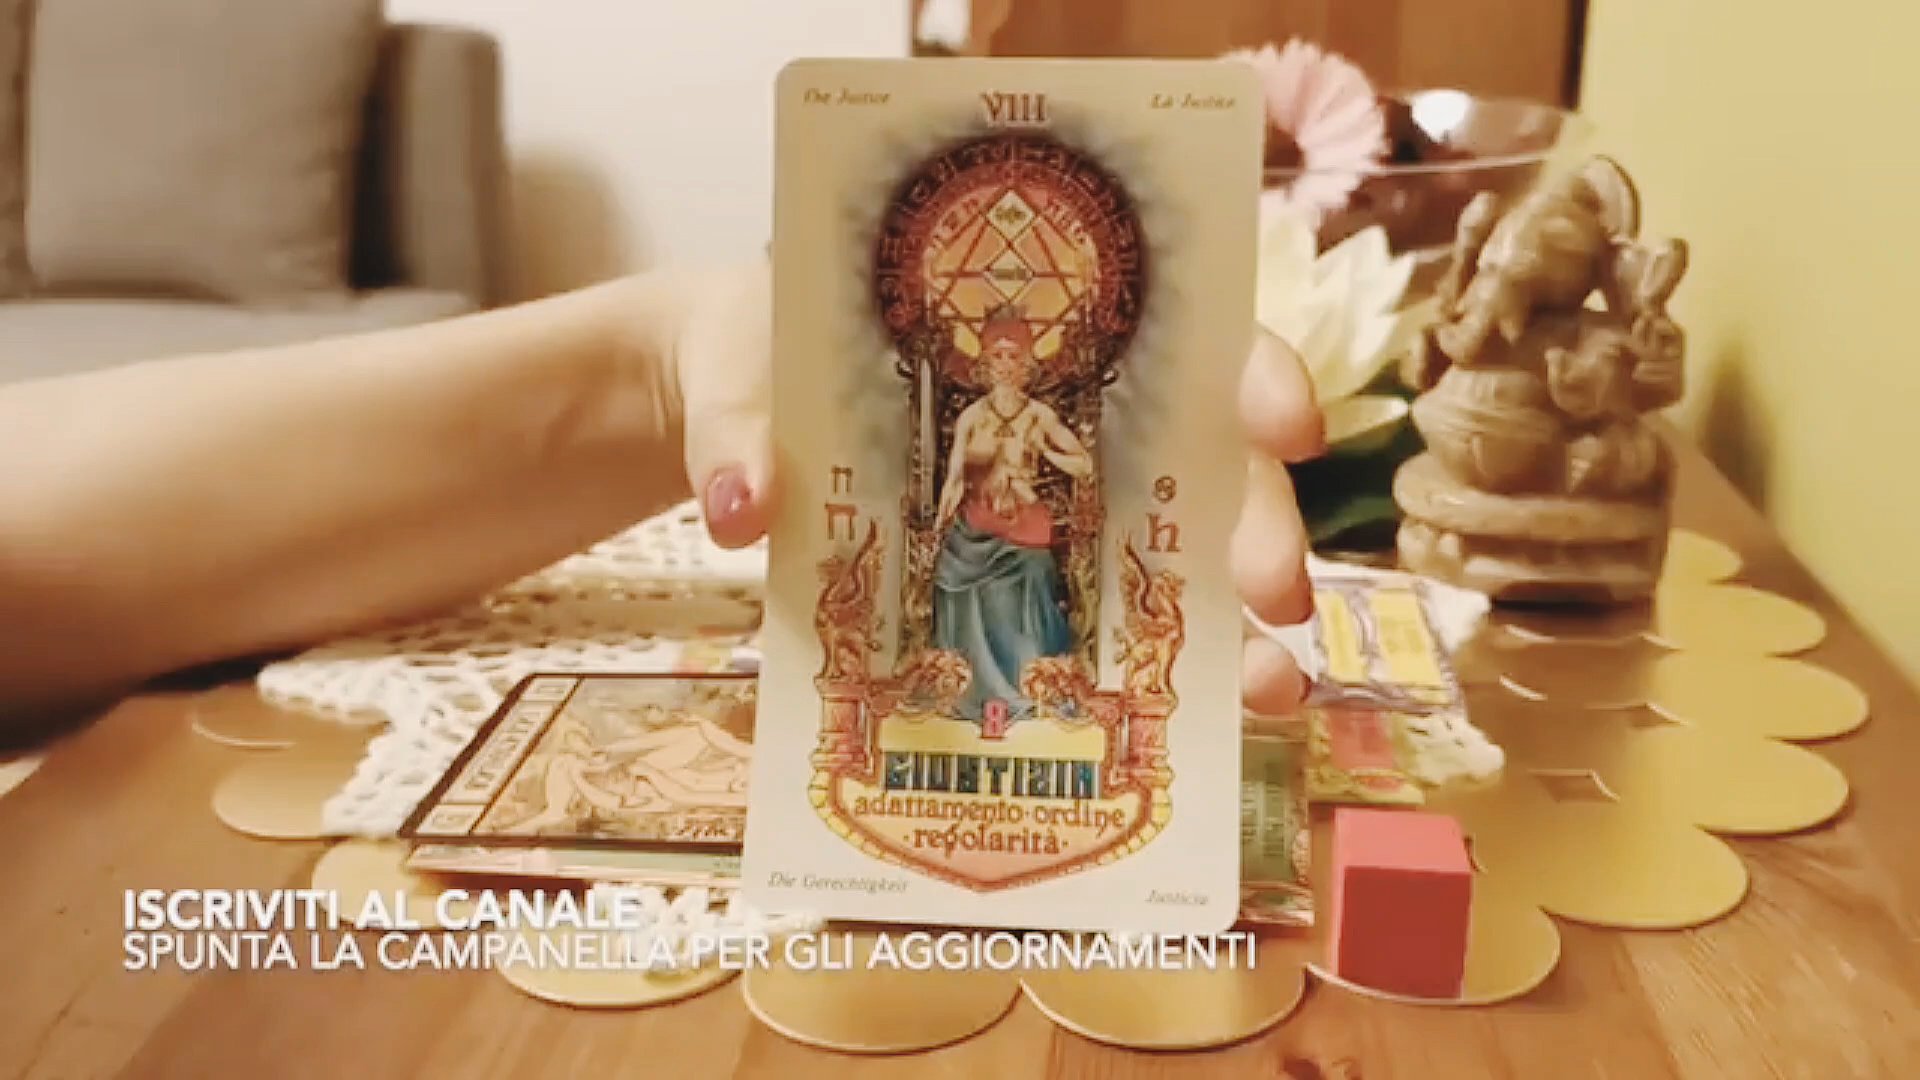 The Justice
VIII
La Justice
8
GIUSTIZIA
adattamento·ordine
·regolarità·
Die Gerechtigkeit
Justicia
ISCRIVITI AL CANALE
SPUNTA LA CAMPANELLA PER GLI AGGIORNAMENTI